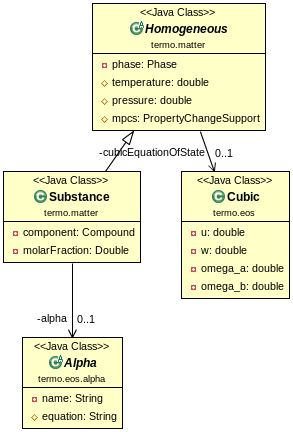 <<Java Class>>
Homogeneous
termo.matter
phase: Phase
temperature: double
pressure: double
mpcs: PropertyChangeSupport
-cubicEquationOfState
0..1
<<Java Class>>
Substance
termo.matter
component: Compound
molarFraction: Double
<<Java Class>>
Cubic
termo.eos
u: double
w: double
omega_a: double
omega_b: double
-alpha
0..1
<<Java Class>>
Alpha
termo.eos.alpha
name: String
equation: String